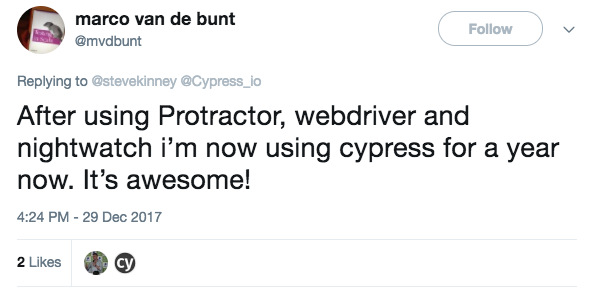 marco van de bunt
@mvdbunt
Follow
Replying to @stevekinney @Cypress_io
After using Protractor, webdriver and
nightwatch i'm now using cypress for a year
now. It's awesome!
4:24 PM - 29 Dec 2017
2 Likes
cy